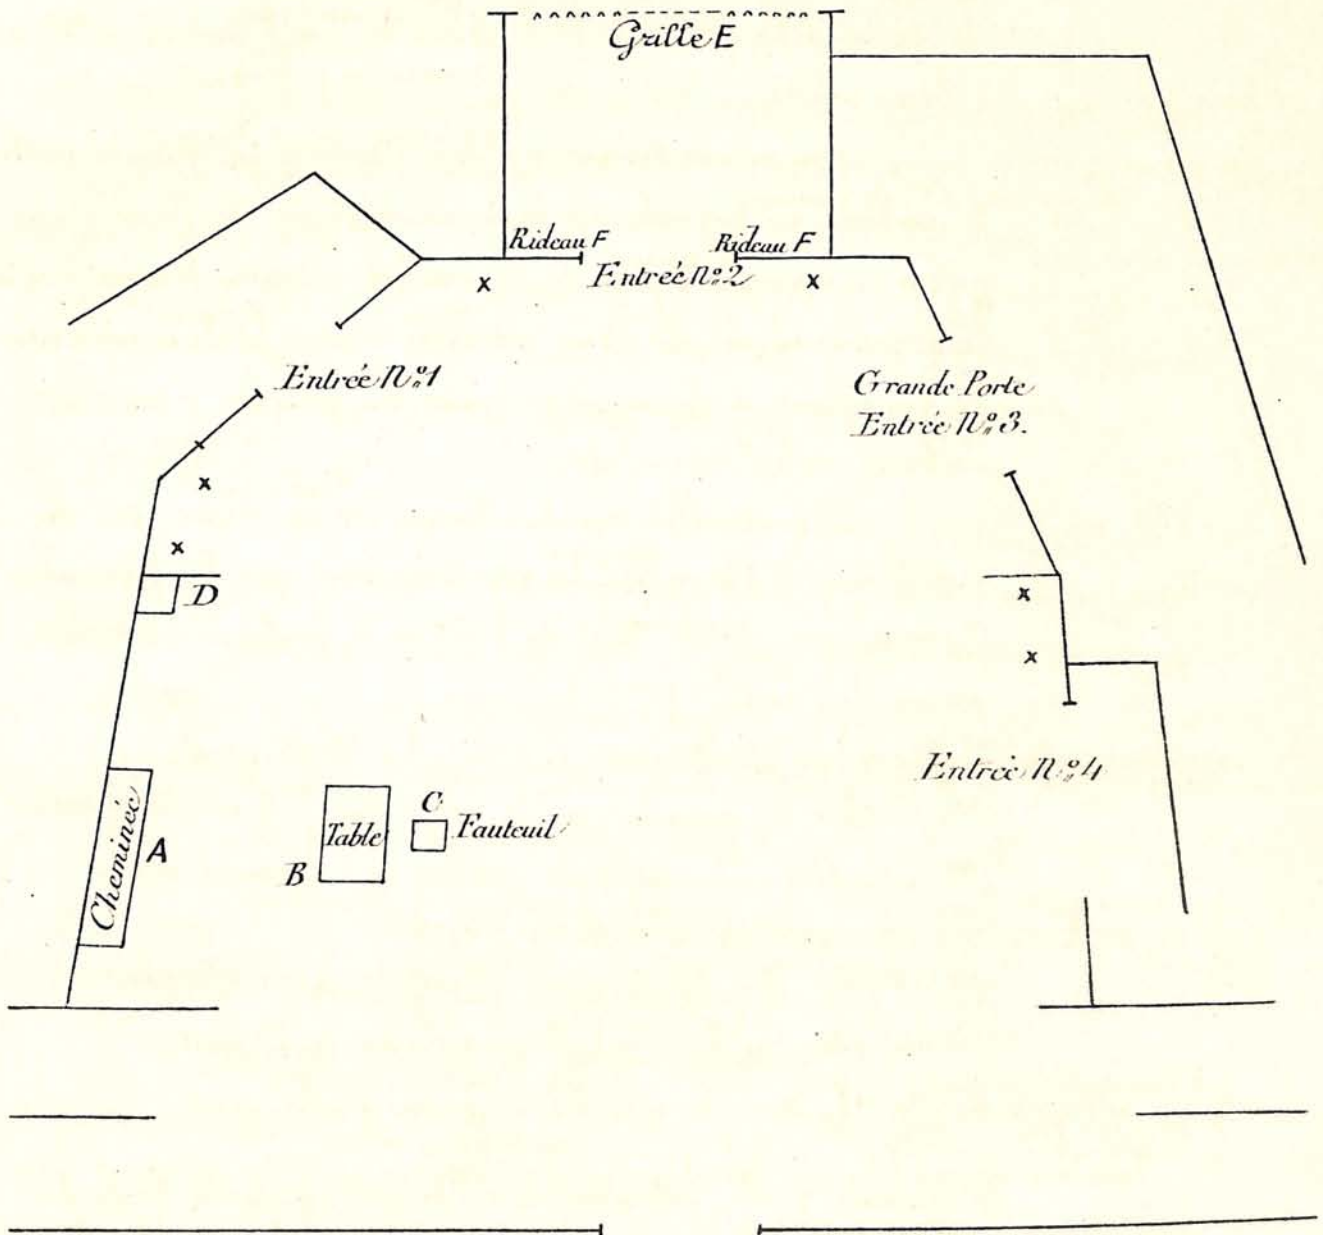 Grille E
Rideau F
Rideau F
x
Entrée N° 2
x
Entrée N° 1
Grande Porte
Entrée N° 3.
x
x
D
x
x
Entrée N° 4
Cheminée
A
B
Table
C
Fauteuil